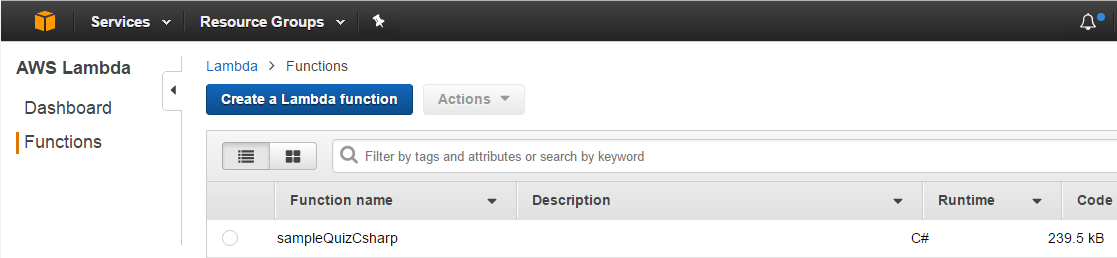 Services Resource Groups
AWS Lambda
Dashboard
Functions
Lambda > Functions
Create a Lambda function Actions
Filter by tags and attributes or search by keyword
Function name Description Runtime Code
sampleQuizCsharp C# 239.5 kB